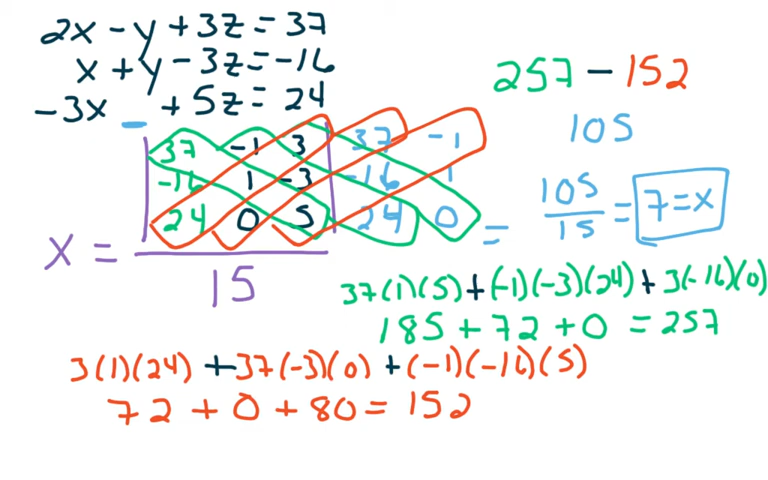 2x - y + 3z = 37
x + y - 3z = -16
-3x + 5z = 24
257 - 152
105
37 -1 3 37 -1
-16 1 -3 -16 1
24 0 5 24 0 =
105/15 = 7 = x
x =
15
37(1)(5) + (-1)(-3)(24) + 3(-16)(0)
185 + 72 + 0 = 257
3(1)(24) + 37(-3)(0) + (-1)(-16)(5)
72 + 0 + 80 = 152